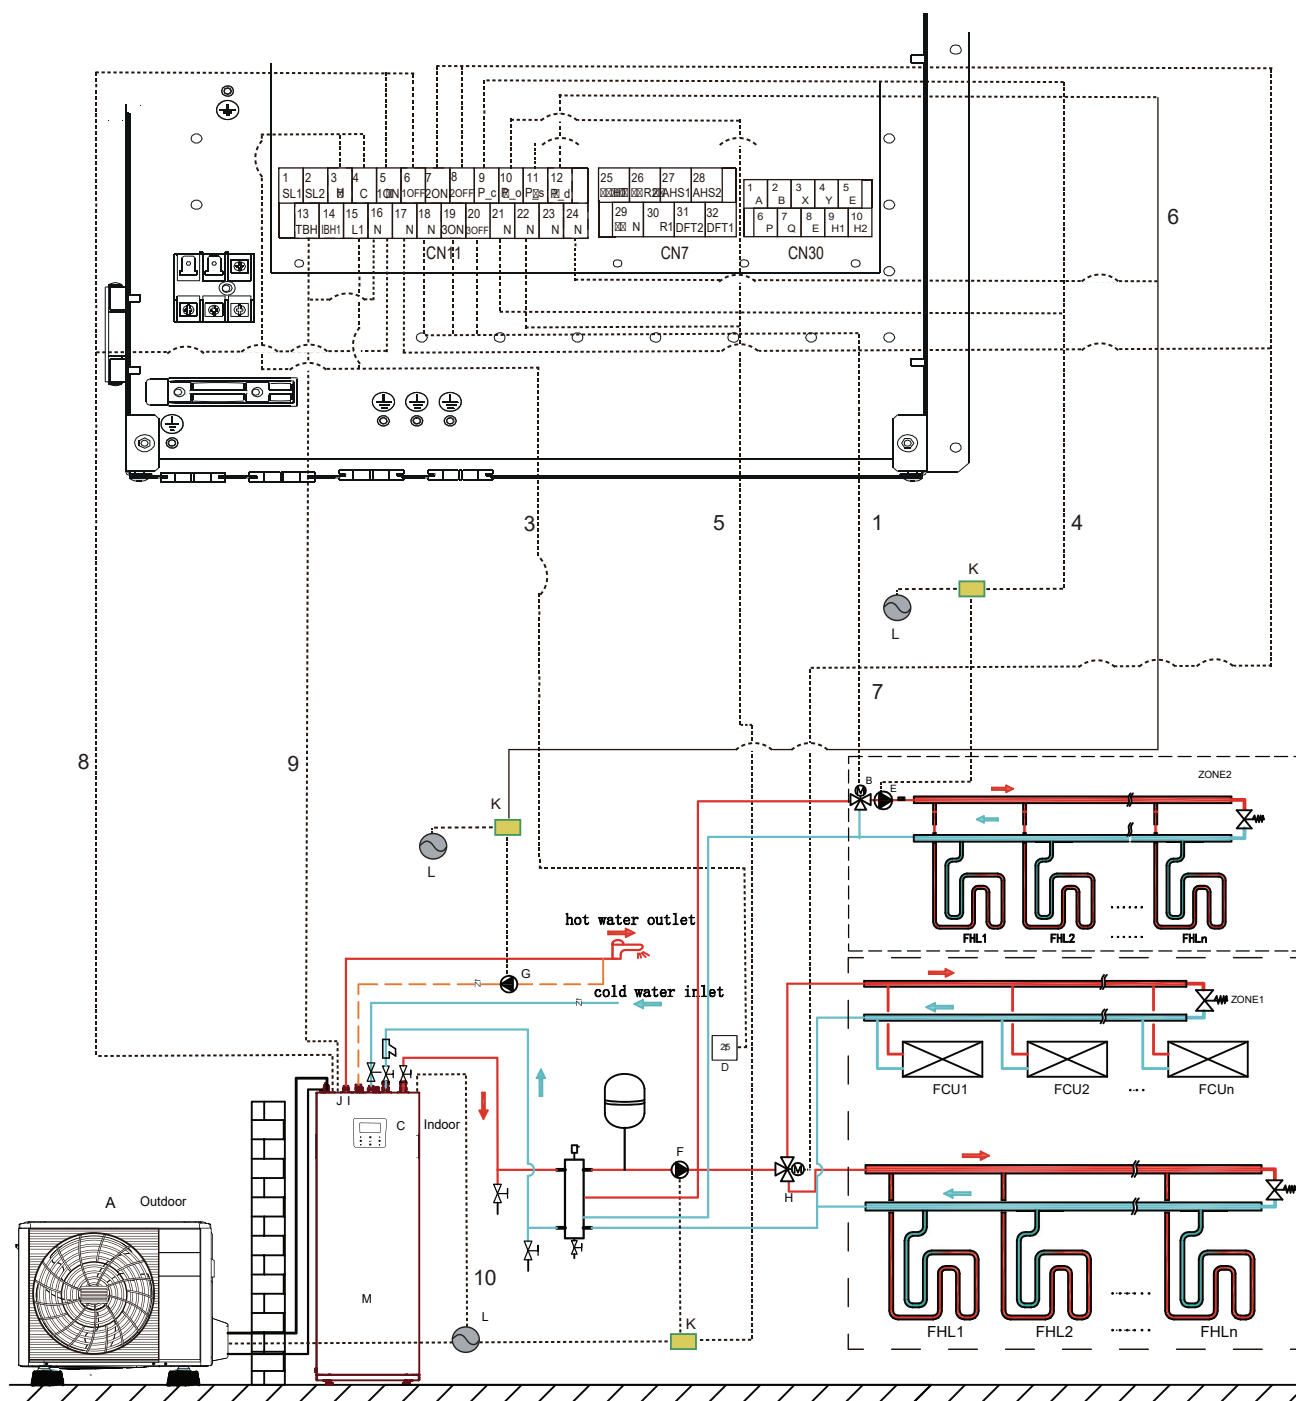 1 2 3 4 5 6 7 8 9 10 11 12
SL1 SL2 C 1OFF 2ON 2OFF P_c
13 14 15 16 17 18 19 20 21 22 23 24
TBH IBH1 L1 N N N 3ON 3OFF N N N N
CN11
25 26 27 28
AHS1 AHS2
29 30 31 32
N R1 DFT2 DFT1
CN7
1 2 3 4 5
A B X Y E
6 7 8 9 10
P Q E H1 H2
CN30
6
3
5
1
4
K
L
7
8
9
B
E
ZONE2
K
L
hot water outlet
FHL1 FHL2 FHLn
G
cold water inlet
ZONE1
D
FCU1 FCU2 FCUn
J I
C
Indoor
F
H
A Outdoor
10
M
L
K
FHL1 FHL2 FHLn